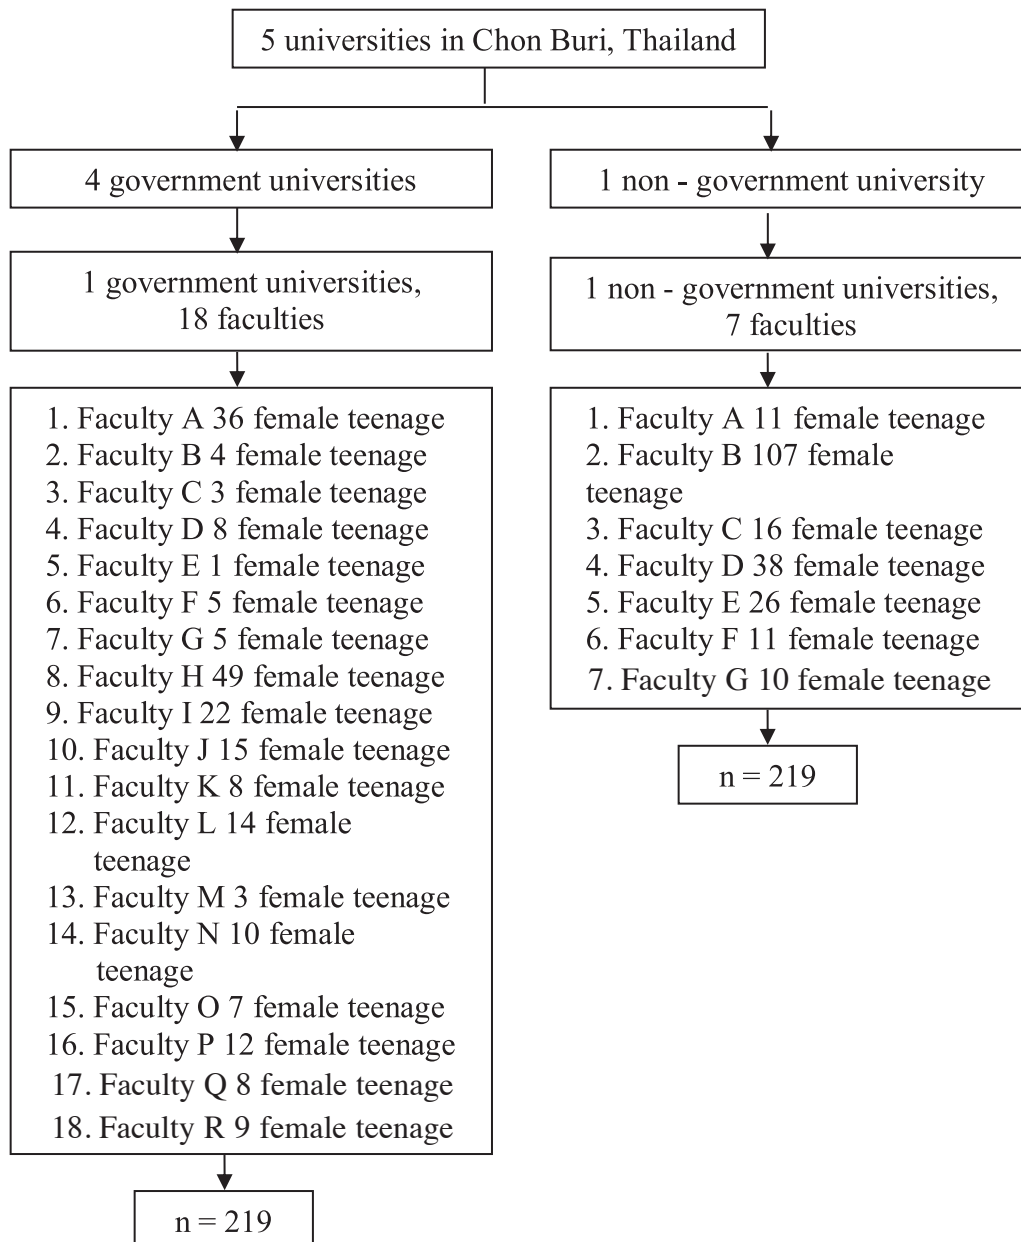 5 universities in Chon Buri, Thailand
4 government universities
1 non - government university
1 government universities,
18 faculties
1 non - government universities,
7 faculties
1. Faculty A 36 female teenage
2. Faculty B 4 female teenage
3. Faculty C 3 female teenage
4. Faculty D 8 female teenage
5. Faculty E 1 female teenage
6. Faculty F 5 female teenage
7. Faculty G 5 female teenage
8. Faculty H 49 female teenage
9. Faculty I 22 female teenage
10. Faculty J 15 female teenage
11. Faculty K 8 female teenage
12. Faculty L 14 female
teenage
13. Faculty M 3 female teenage
14. Faculty N 10 female
teenage
15. Faculty O 7 female teenage
16. Faculty P 12 female teenage
17. Faculty Q 8 female teenage
18. Faculty R 9 female teenage
n = 219
1. Faculty A 11 female teenage
2. Faculty B 107 female
teenage
3. Faculty C 16 female teenage
4. Faculty D 38 female teenage
5. Faculty E 26 female teenage
6. Faculty F 11 female teenage
7. Faculty G 10 female teenage
n = 219